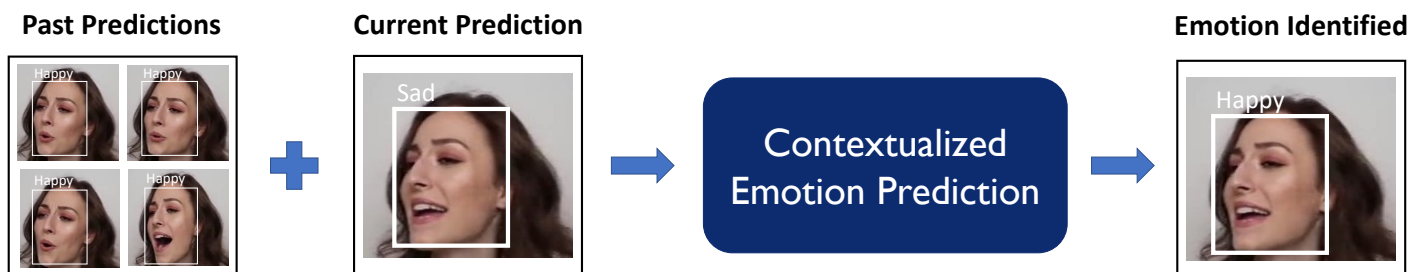 Past Predictions
Current Prediction
Emotion Identified
Happy
Happy
Happy
Happy
Sad
Contextualized
Emotion Prediction
Happy